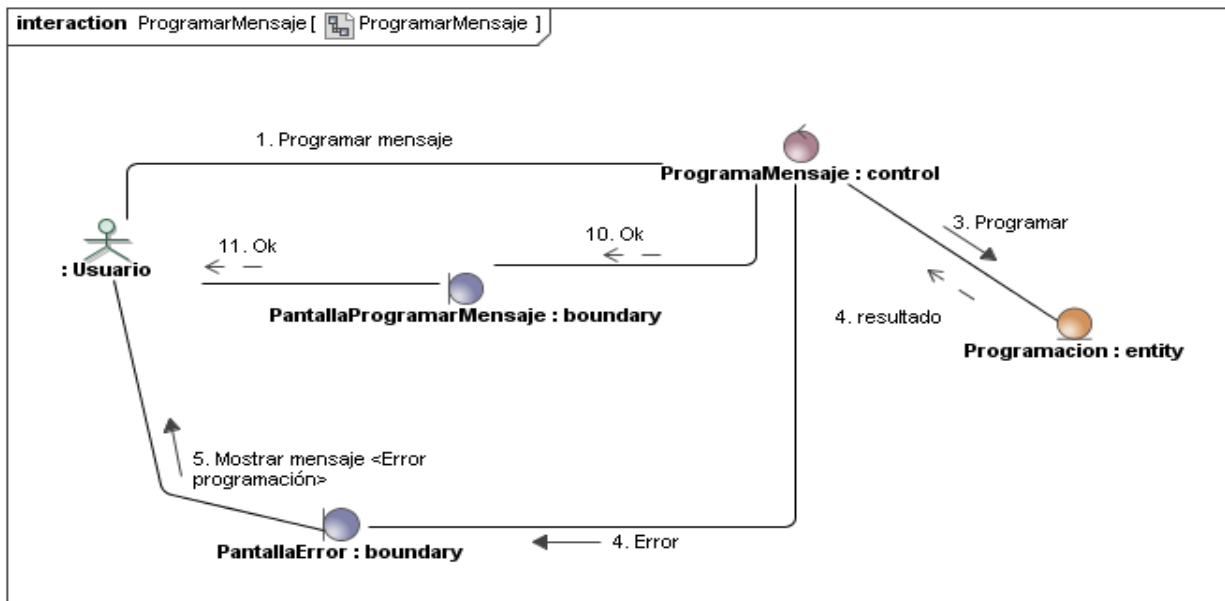 interaction ProgramarMensaje [ ProgramarMensaje ]
1. Programar mensaje
ProgramaMensaje : control
3. Programar
10. Ok
11. Ok
: Usuario
PantallaProgramarMensaje : boundary
4. resultado
Programacion : entity
5. Mostrar mensaje <Error
programación>
4. Error
PantallaError : boundary